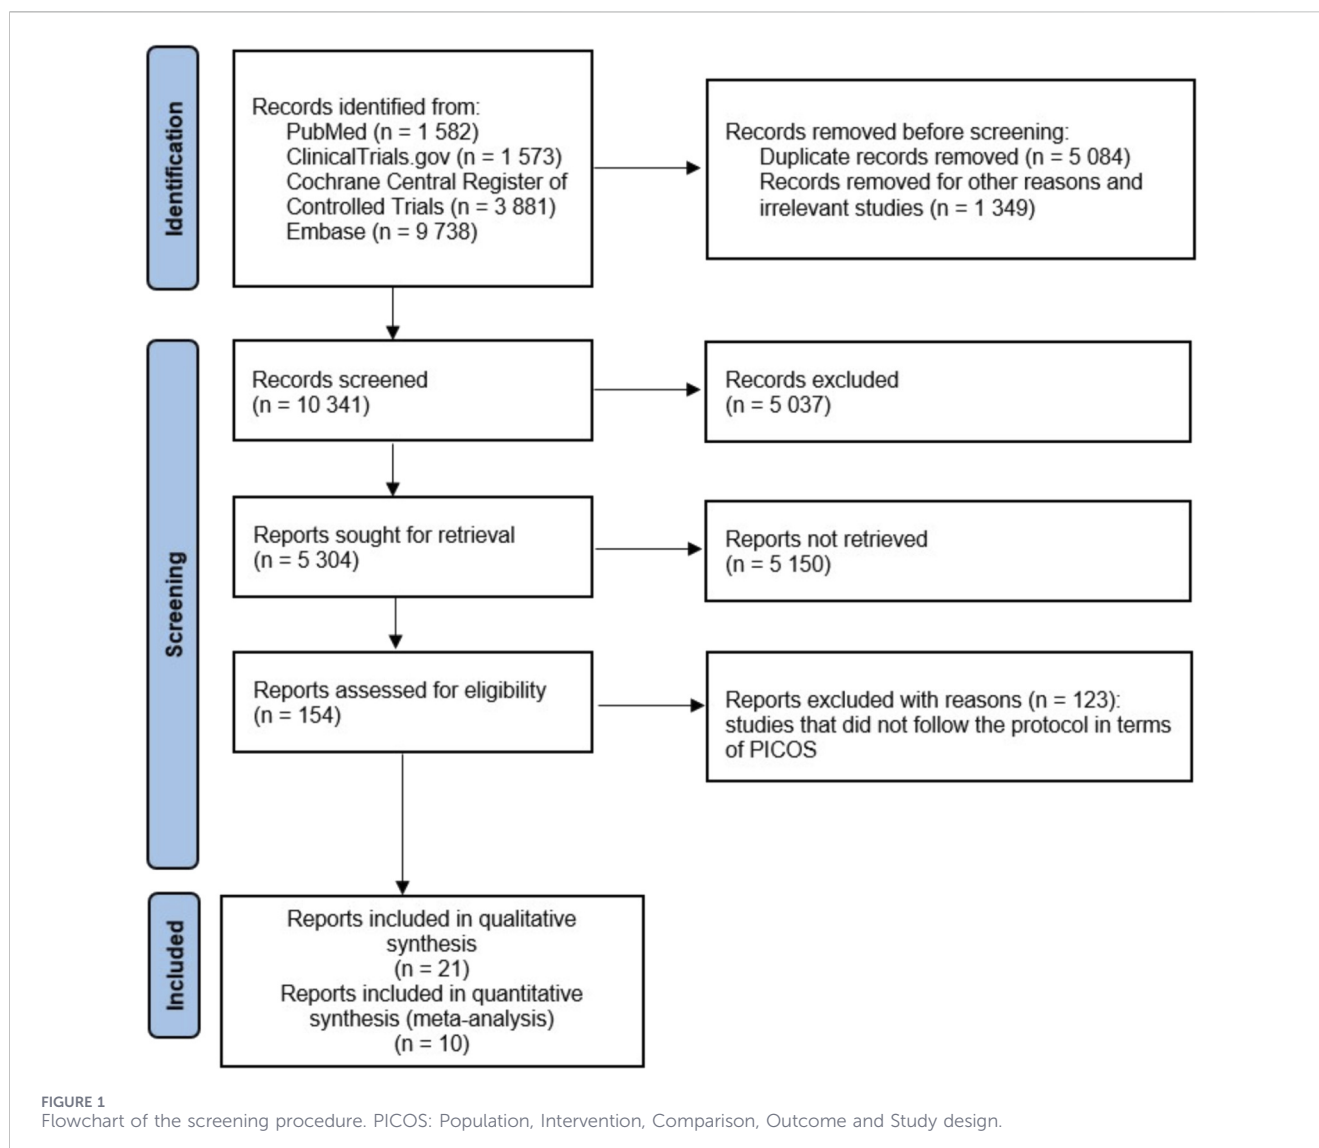 Identification
Records identified from:
PubMed (n = 1 582)
ClinicalTrials.gov (n = 1 573)
Cochrane Central Register of
Controlled Trials (n = 3 881)
Embase (n = 9 738)
Records removed before screening:
Duplicate records removed (n = 5 084)
Records removed for other reasons and
irrelevant studies (n = 1 349)
Screening
Records screened
(n = 10 341)
Records excluded
(n = 5 037)
Reports sought for retrieval
(n = 5 304)
Reports not retrieved
(n = 5 150)
Reports assessed for eligibility
(n = 154)
Reports excluded with reasons (n = 123):
studies that did not follow the protocol in terms
of PICOS
Included
Reports included in qualitative
synthesis
(n = 21)
Reports included in quantitative
synthesis (meta-analysis)
(n = 10)
FIGURE 1
Flowchart of the screening procedure. PICOS: Population, Intervention, Comparison, Outcome and Study design.